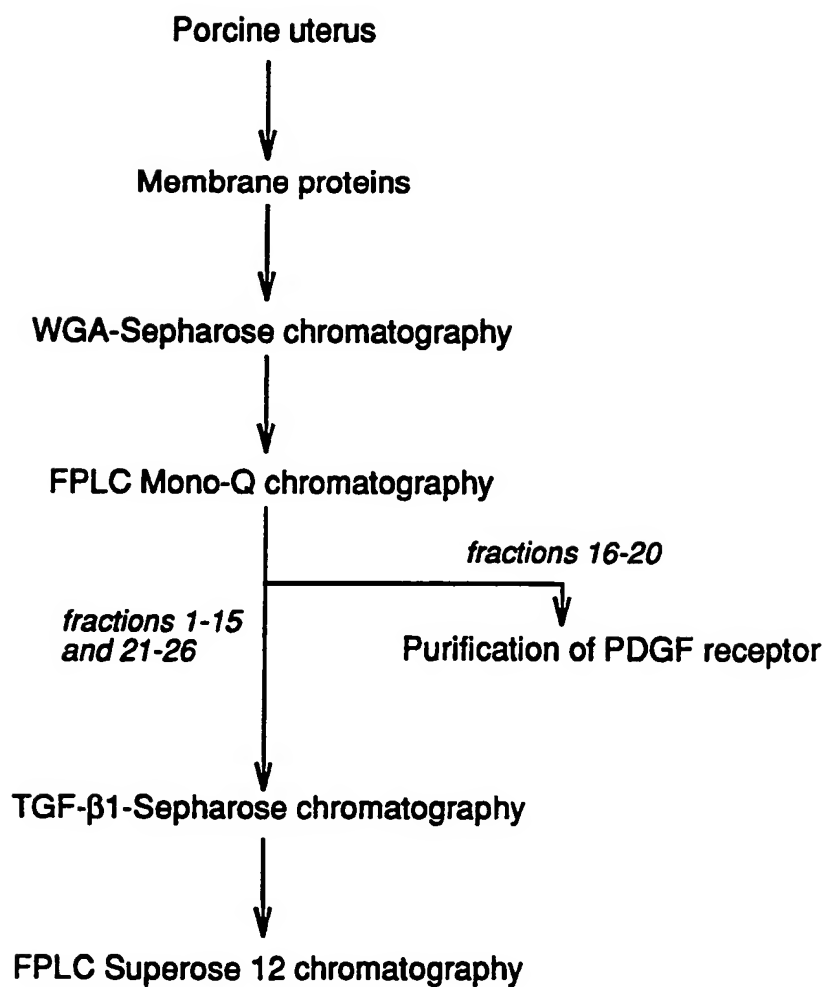 Porcine uterus
Membrane proteins
WGA-Sepharose chromatography
FPLC Mono-Q chromatography
fractions 16-20
fractions 1-15
and 21-26
Purification of PDGF receptor
TGF-β1-Sepharose chromatography
FPLC Superose 12 chromatography